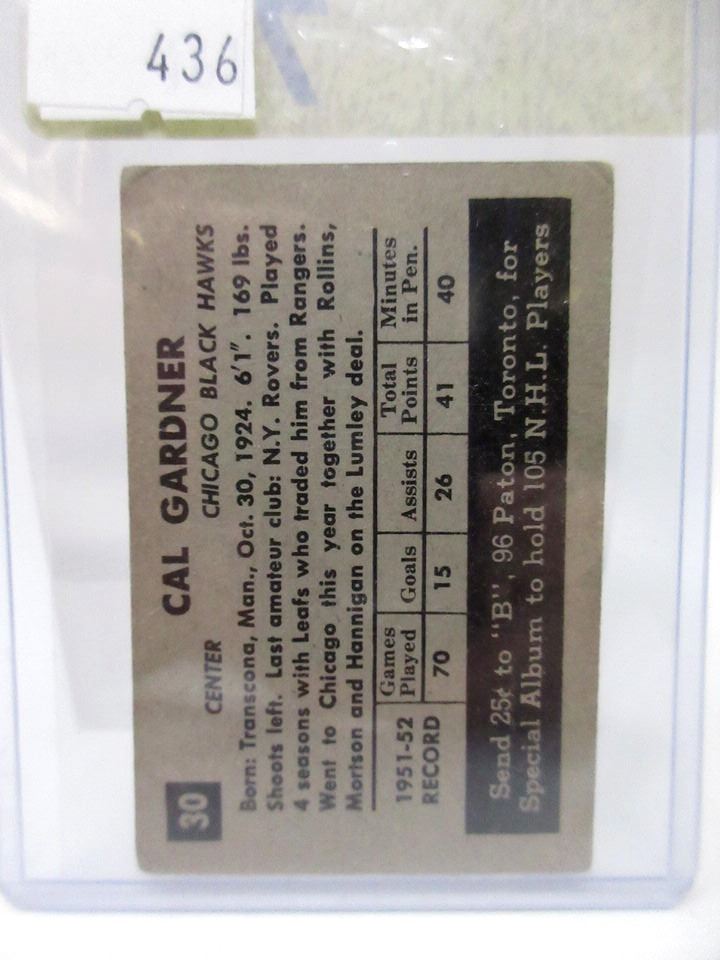 436
30
CAL GARDNER
CENTER CHICAGO BLACK HAWKS
Born: Transcona, Man., Oct. 30, 1924. 6'1". 169 lbs.
Shoots left. Last amateur club: N.Y. Rovers. Played
4 seasons with Leafs who traded him from Rangers.
Went to Chicago this year together with Rollins,
Mortson and Hannigan on the Lumley deal.
1951-52 RECORD
Games Played Goals Assists Total Points Minutes in Pen.
70 15 26 41 40
Send 25¢ to "B", 96 Paton, Toronto, for
Special Album to hold 105 N.H.L. Players